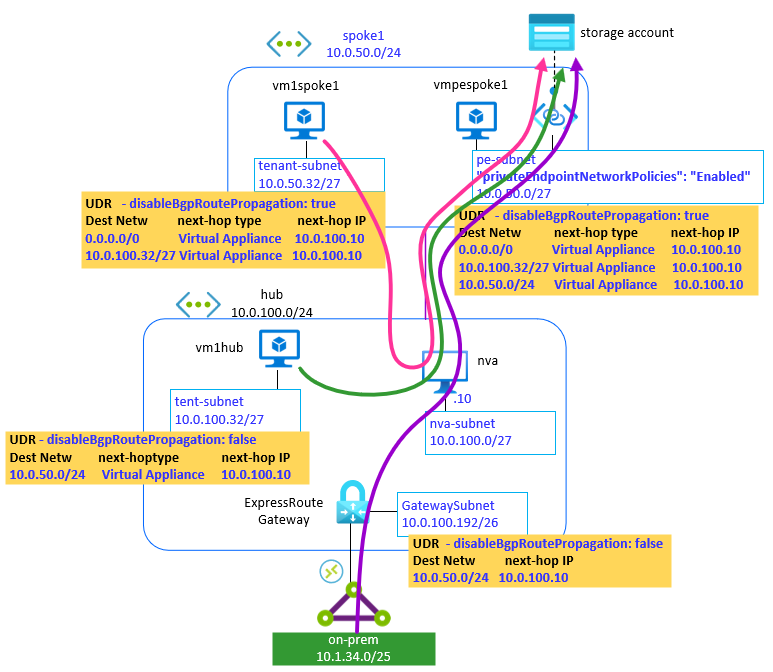 spoke1
10.0.50.0/24
storage account
vm1spoke1
vmpespoke1
tenant-subnet
10.0.50.32/27
pe-subnet
"privateEndpointNetworkPolicies": "Enabled"
10.0.50.0/27
UDR - disableBgpRoutePropagation: true
Dest Netw next-hop type next-hop IP
0.0.0.0/0 Virtual Appliance 10.0.100.10
10.0.100.32/27 Virtual Appliance 10.0.100.10
UDR - disableBgpRoutePropagation: true
Dest Netw next-hop type next-hop IP
0.0.0.0/0 Virtual Appliance 10.0.100.10
10.0.100.32/27 Virtual Appliance 10.0.100.10
10.0.50.0/24 Virtual Appliance 10.0.100.10
hub
10.0.100.0/24
vm1hub
nva
.10
tent-subnet
10.0.100.32/27
nva-subnet
10.0.100.0/27
UDR - disableBgpRoutePropagation: false
Dest Netw next-hoptype next-hop IP
10.0.50.0/24 Virtual Appliance 10.0.100.10
ExpressRoute
Gateway
GatewaySubnet
10.0.100.192/26
UDR - disableBgpRoutePropagation: false
Dest Netw next-hop IP
10.0.50.0/24 10.0.100.10
on-prem
10.1.34.0/25